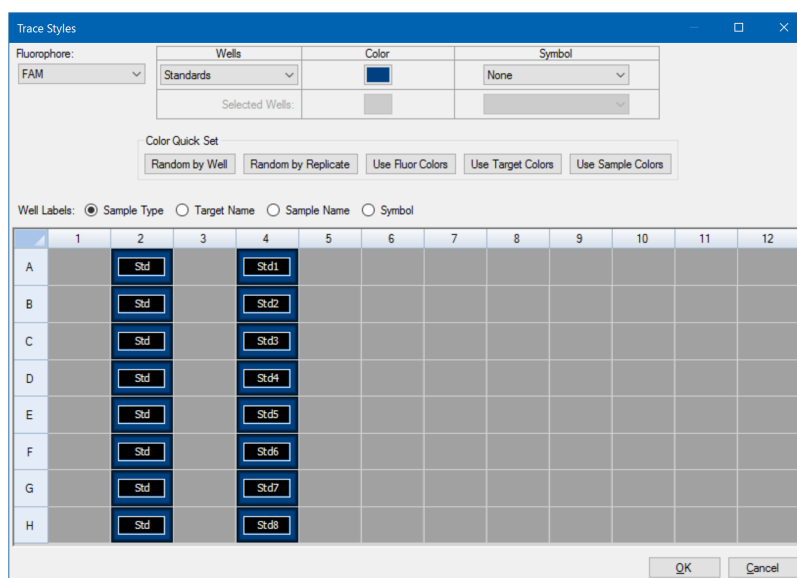 Trace Styles
Fluorophore: Wells Color Symbol
FAM Standards None
Selected Wells:
Color Quick Set
Random by Well Random by Replicate Use Fluor Colors Use Target Colors Use Sample Colors
Well Labels: Sample Type Target Name Sample Name Symbol
1 2 3 4 5 6 7 8 9 10 11 12
A Std Std1
B Std Std2
C Std Std3
D Std Std4
E Std Std5
F Std Std6
G Std Std7
H Std Std8
OK Cancel